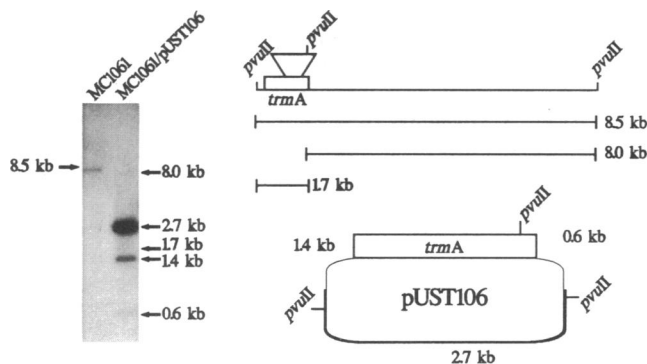 MC1061
MC1061/pUST106
8.5 kb
8.0 kb
2.7 kb
1.7 kb
1.4 kb
0.6 kb
pvuII
pvuII
pvuII
trmA
8.5 kb
8.0 kb
1.7 kb
pvuII
1.4 kb
trmA
0.6 kb
pvuII
pUST106
pvuII
2.7 kb